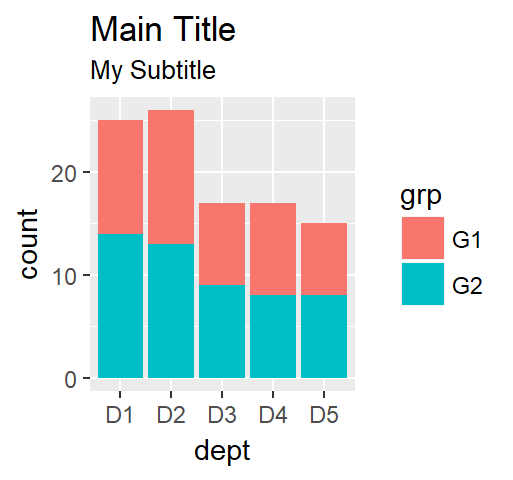 Main Title
My Subtitle
count
20
10
0
D1 D2 D3 D4 D5
dept
grp
G1
G2